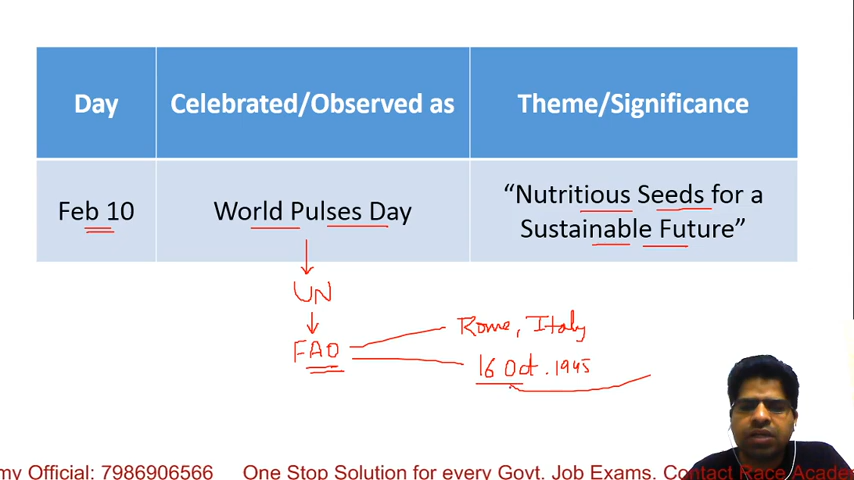 Day
Celebrated/Observed as
Theme/Significance
Feb 10
World Pulses Day
“Nutritious Seeds for a
Sustainable Future”
UN
FAO
Rome, Italy
16 Oct. 1945
my Official: 7986906566 One Stop Solution for every Govt. Job Exams. Contact Race Acade